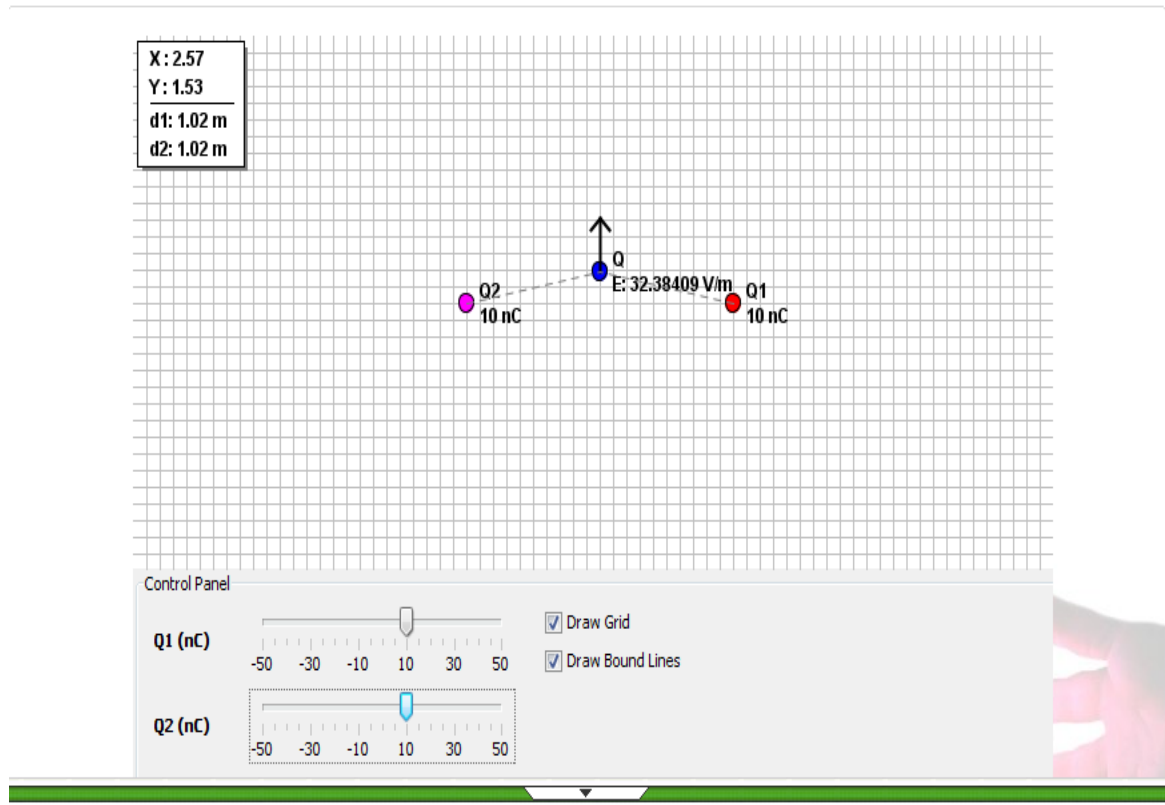 X : 2.57
Y : 1.53
d1: 1.02 m
d2: 1.02 m
Q
E: 32.38409 V/m
Q2
10 nC
Q1
10 nC
Control Panel
Q1 (nC)
-50 -30 -10 10 30 50
Draw Grid
Draw Bound Lines
Q2 (nC)
-50 -30 -10 10 30 50